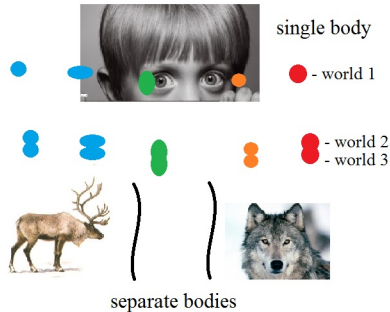 single body
- world 1
- world 2
- world 3
separate bodies